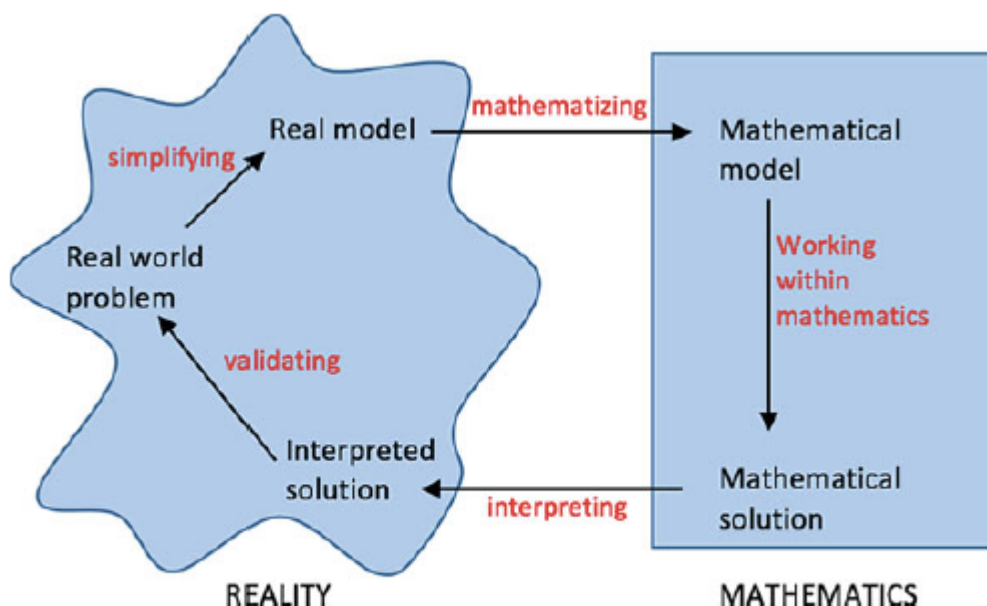 mathematizing
Real model
simplifying
Mathematical
model
Real world
problem
Working
within
mathematics
validating
Interpreted
solution
interpreting
Mathematical
solution
REALITY
MATHEMATICS